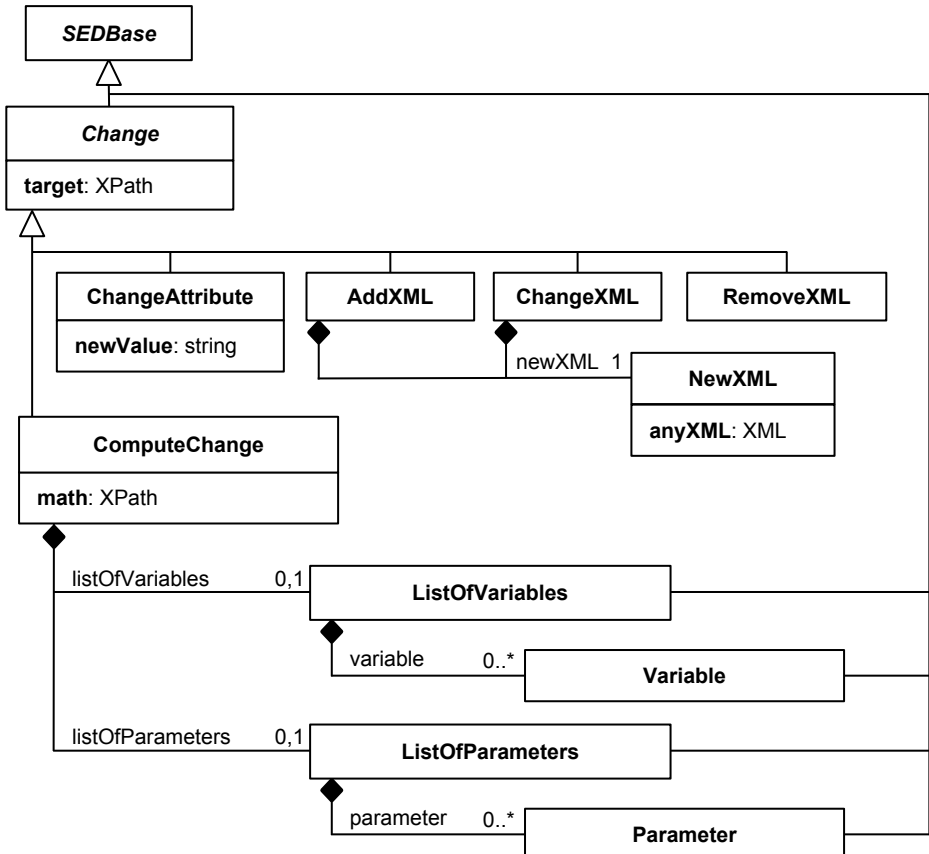 SEDBase
Change
target: XPath
ChangeAttribute
newValue: string
AddXML
ChangeXML
RemoveXML
newXML 1
NewXML
anyXML: XML
ComputeChange
math: XPath
listOfVariables 0,1
ListOfVariables
variable 0..*
Variable
listOfParameters 0,1
ListOfParameters
parameter 0..*
Parameter